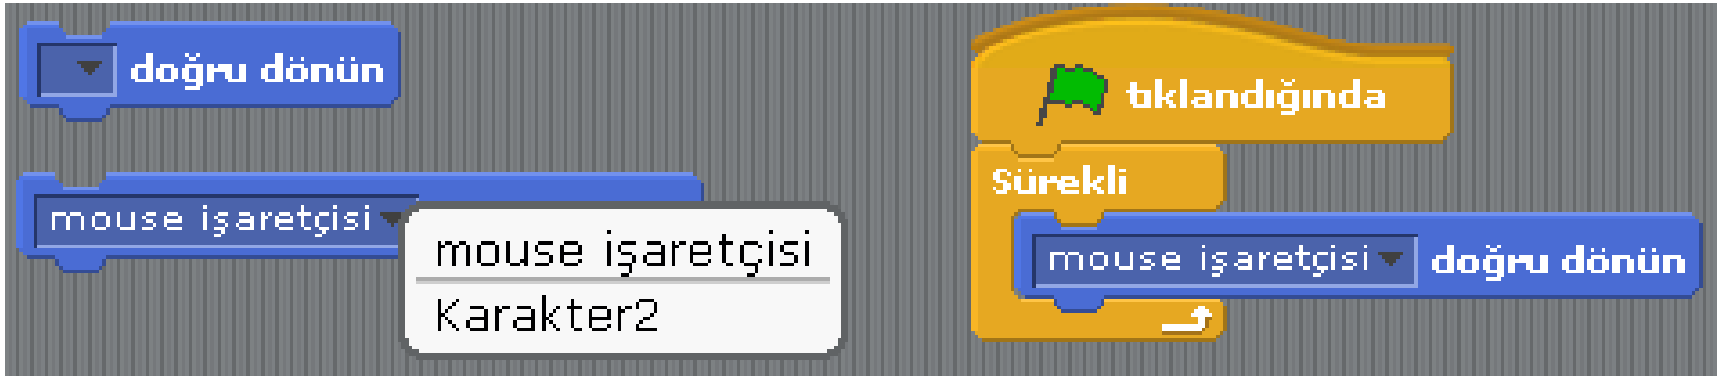 doğru dönün
mouse işaretçisi
mouse işaretçisi
Karakter2
tıklandığında
Sürekli
mouse işaretçisi doğru dönün